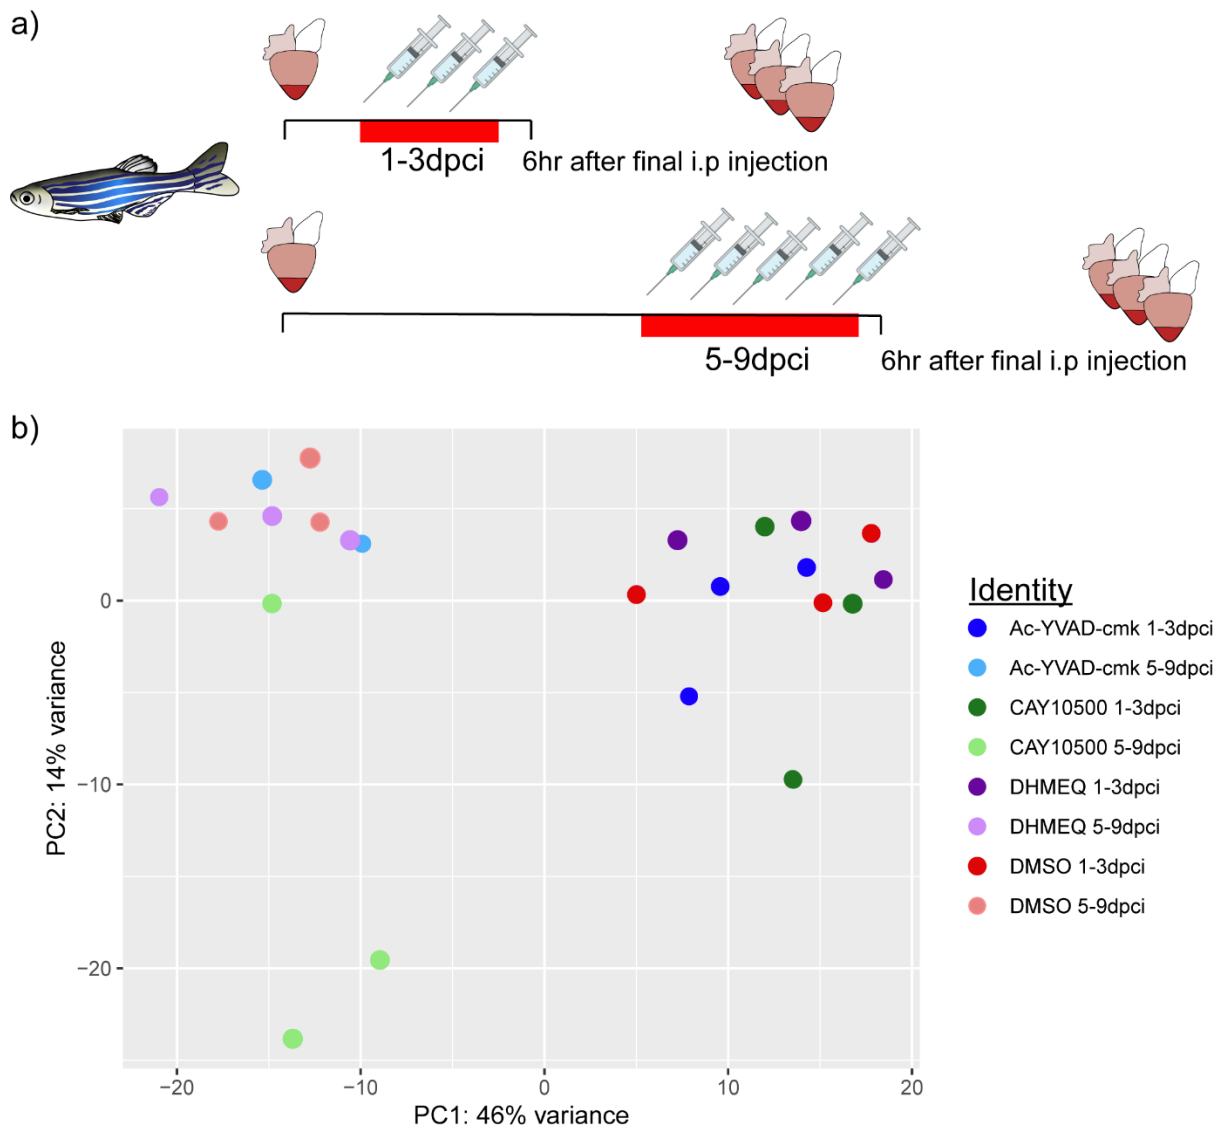 a)
1-3dpci
6hr after final i.p injection
5-9dpci
6hr after final i.p injection
b)
PC2: 14% variance
0
−10
−20
−20
−10
0
10
20
PC1: 46% variance
Identity
Ac-YVAD-cmk 1-3dpci
Ac-YVAD-cmk 5-9dpci
CAY10500 1-3dpci
CAY10500 5-9dpci
DHMEQ 1-3dpci
DHMEQ 5-9dpci
DMSO 1-3dpci
DMSO 5-9dpci